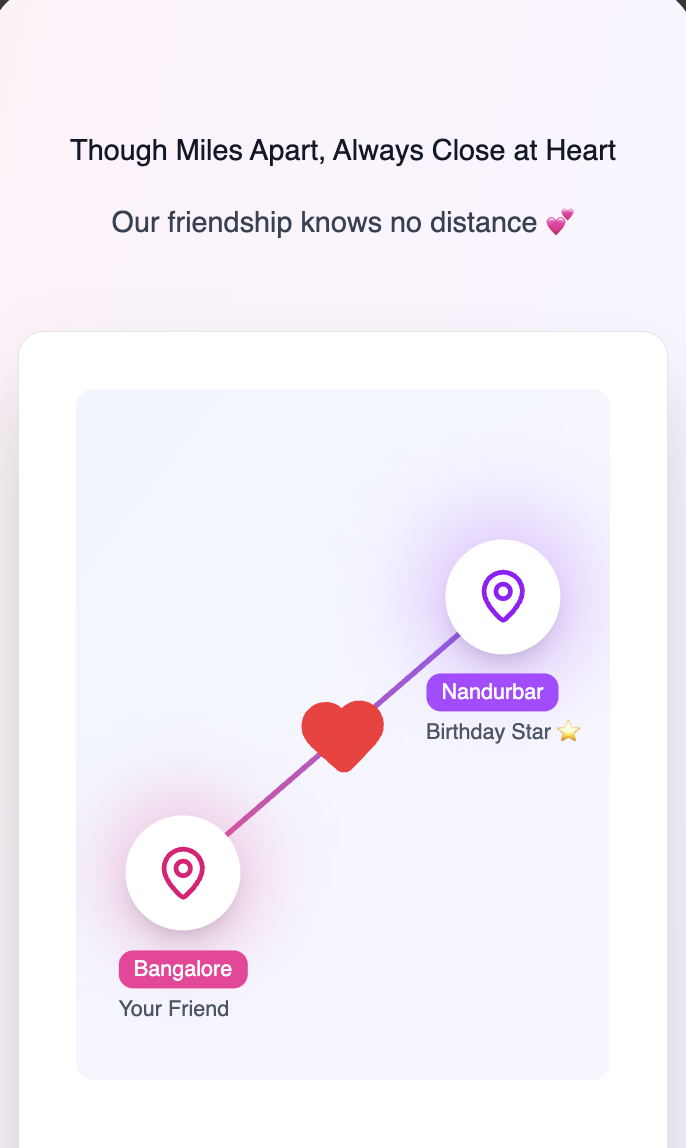 Though Miles Apart, Always Close at Heart
Our friendship knows no distance 💕
Nandurbar
Birthday Star ⭐
Bangalore
Your Friend